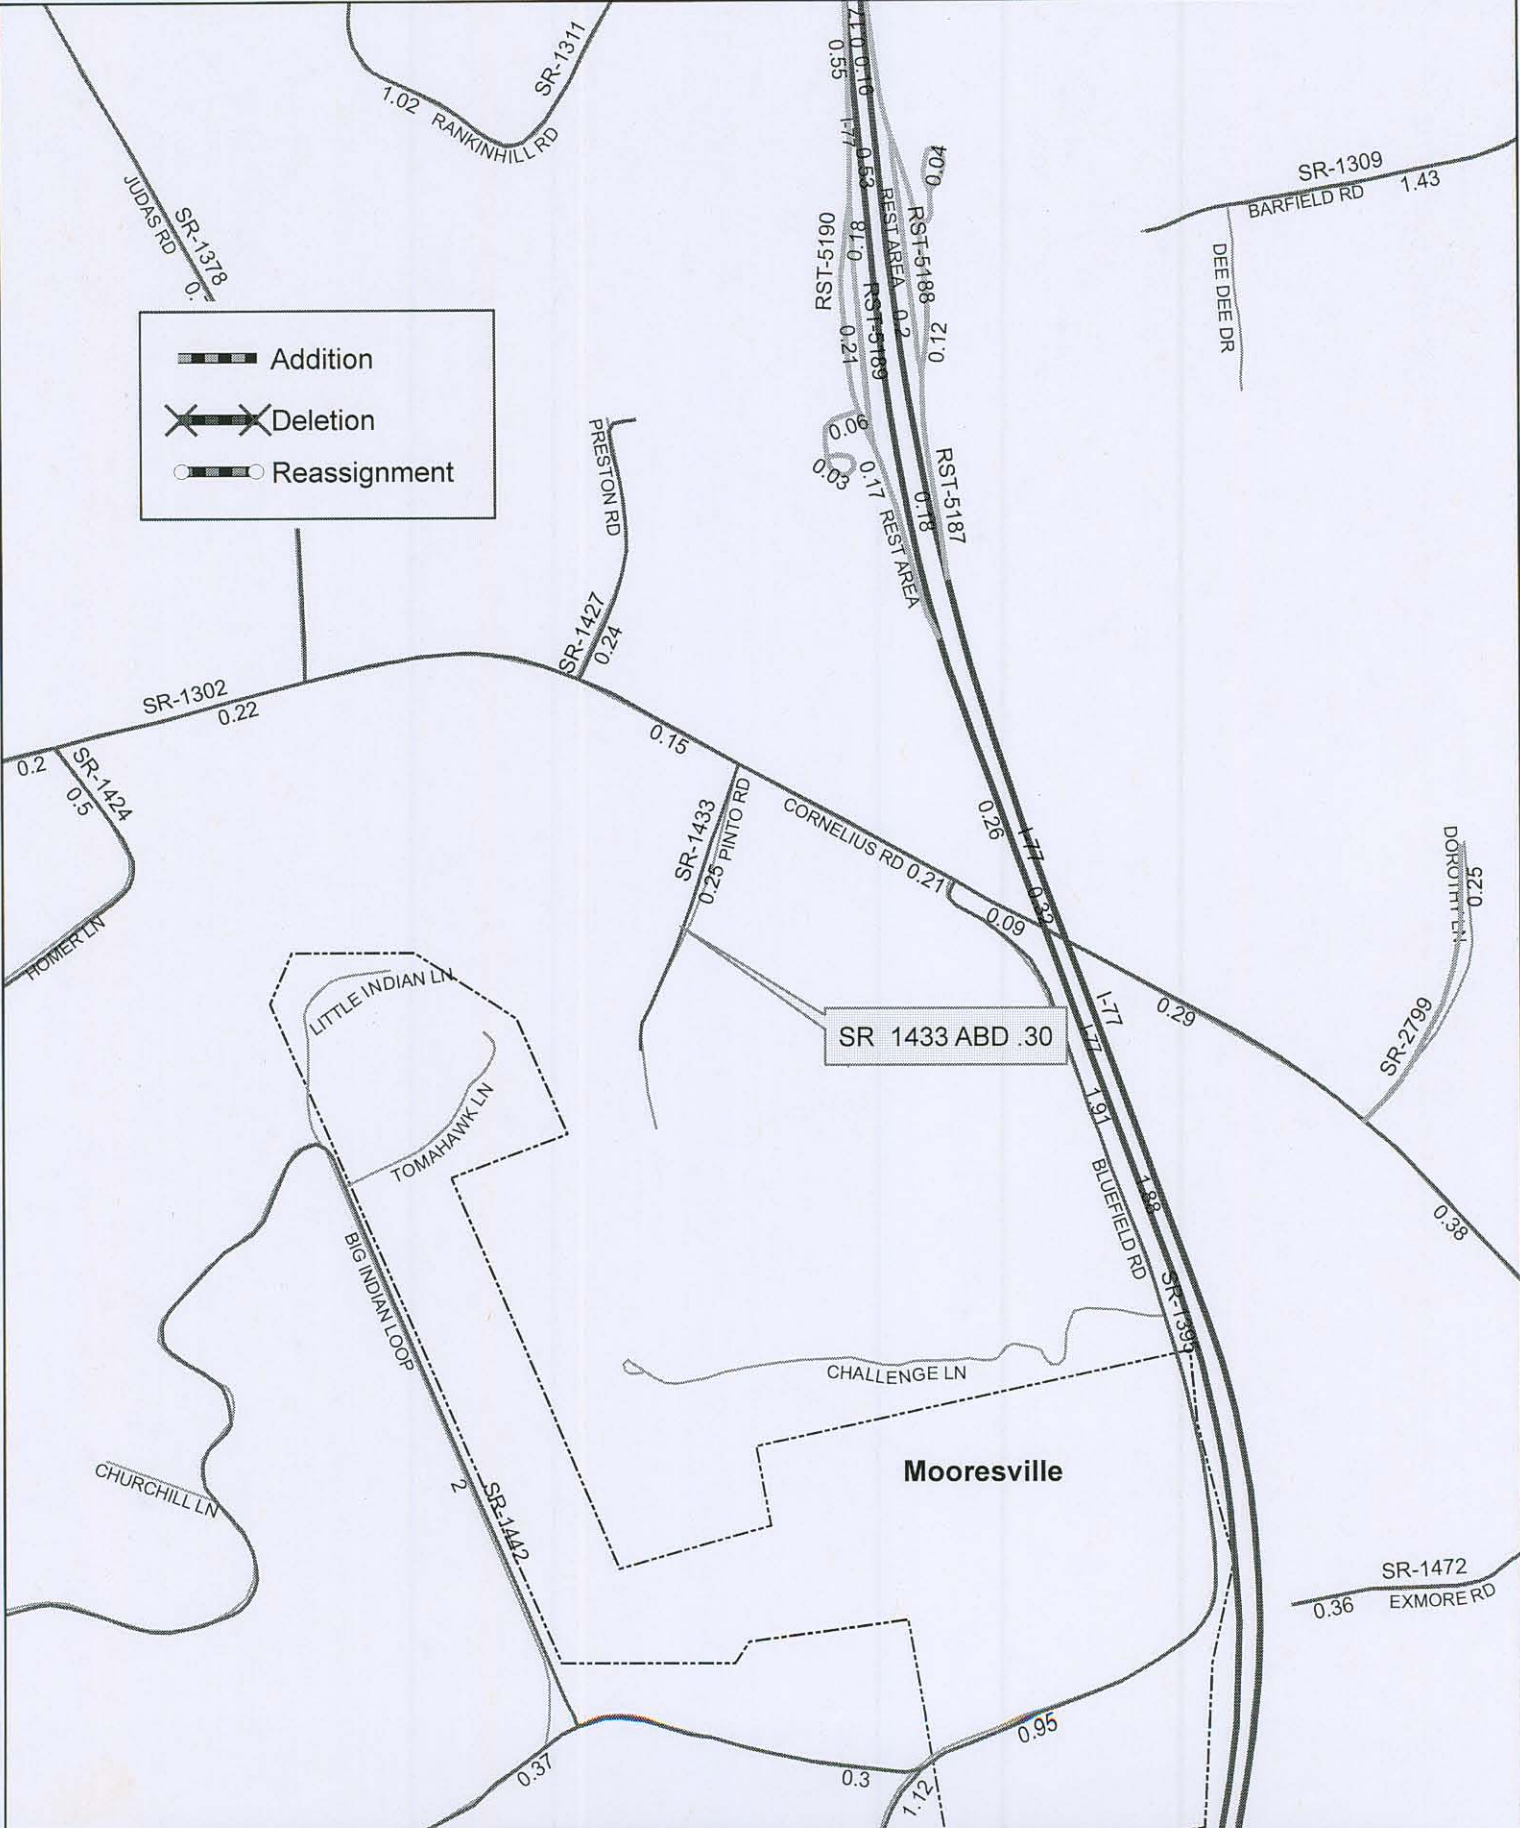 SR-1311
1.02
RANKINHILL RD
JUDAS RD
SR-1378
0.
0.17
0.16
0.55
I-77
0.53
0.04
REST AREA
RST-5188
RST-5190
0.18
RST-5189
0.2
0.12
0.21
SR-1309
1.43
BARFIELD RD
DEE DEE DR
Addition
Deletion
Reassignment
PRESTON RD
0.06
0.03
0.17
REST AREA
0.18
RST-5187
SR-1427
0.24
SR-1302
0.22
0.15
0.2
SR-1424
0.5
HOMER LN
SR-1433
0.25
PINTO RD
CORNELIUS RD
0.21
0.26
I-77
0.32
0.09
DOROTHY LN
0.25
SR-2799
I-77
0.29
I-77
SR 1433 ABD .30
LITTLE INDIAN LN
TOMAHAWK LN
1.91
BLUEFIELD RD
1.88
0.38
BIG INDIAN LOOP
CHALLENGE LN
Mooresville
CHURCHILL LN
2
SR-1442
SR-1472
0.36
EXMORE RD
0.37
0.3
0.95
1.12